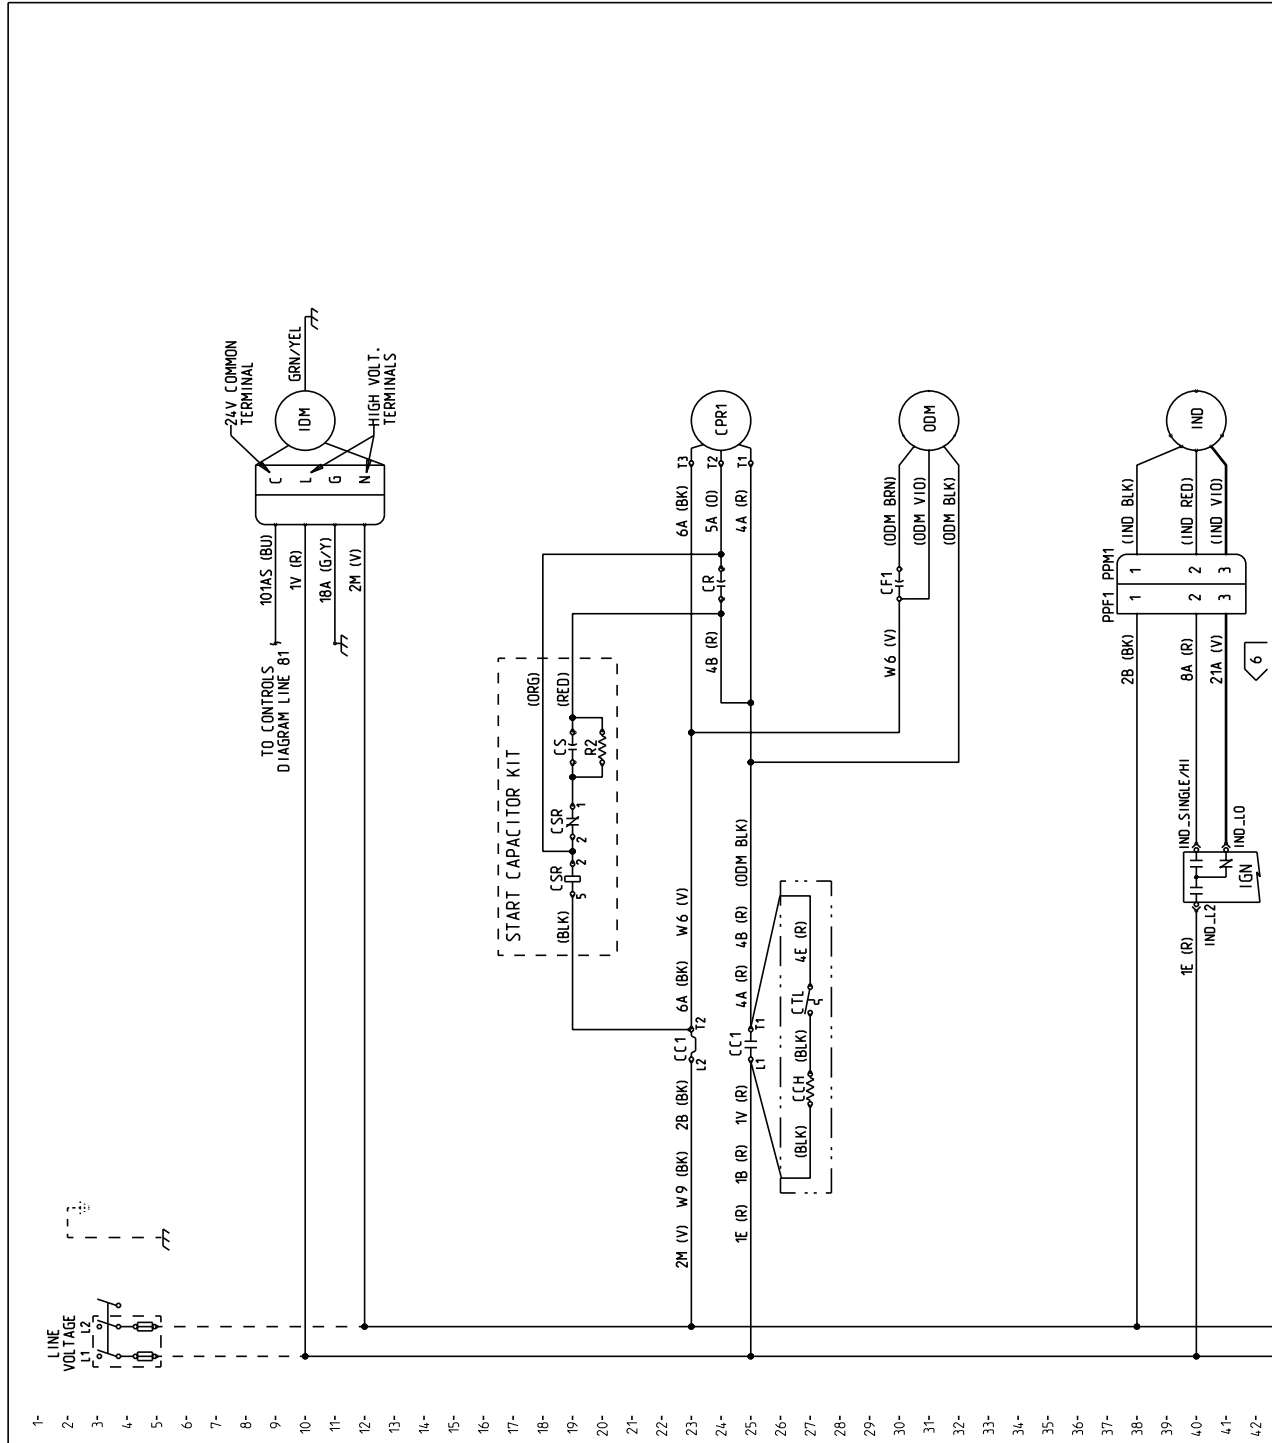 LINE
VOLTAGE
L1 L2
24V COMMON
TERMINAL
GRN/YEL
IDM
HIGH VOLT.
TERMINALS
C
L
G
N
101AS (BU)
1V (R)
18A (G/Y)
2M (V)
TO CONTROLS
DIAGRAM LINE 81
START CAPACITOR KIT
(ORG)
(RED)
CS
R2
CSR
1
2
CSR
2
5
(BLK)
CPR1
T3
T2
T1
6A (BK)
5A (O)
4A (R)
CR
4B (R)
2M (V) W9 (BK) 2B (BK)
CC1
L2
T2
6A (BK) W6 (V)
1E (R) 1B (R) 1V (R)
CC1
L1
T1
4A (R) 4B (R) (ODM BLK)
(BLK)
CCH
(BLK)
CTL
4E (R)
ODM
(ODM BRN)
(ODM VIO)
(ODM BLK)
CF1
W6 (V)
IND
(IND BLK)
(IND RED)
(IND VIO)
PPF1 PPM1
1 1
2 2
3 3
2B (BK)
8A (R)
21A (V)
6
IND_SINGLE/HI
IND_LO
IGN
IND_L2
1E (R)
1-
2-
3-
4-
5-
6-
7-
8-
9-
10-
11-
12-
13-
14-
15-
16-
17-
18-
19-
20-
21-
22-
23-
24-
25-
26-
27-
28-
29-
30-
31-
32-
33-
34-
35-
36-
37-
38-
39-
40-
41-
42-